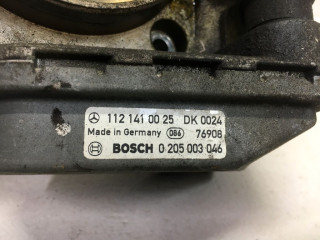 112 141 00 25 DK 0024
Made in Germany 086 76908
BOSCH 0 205 003 046